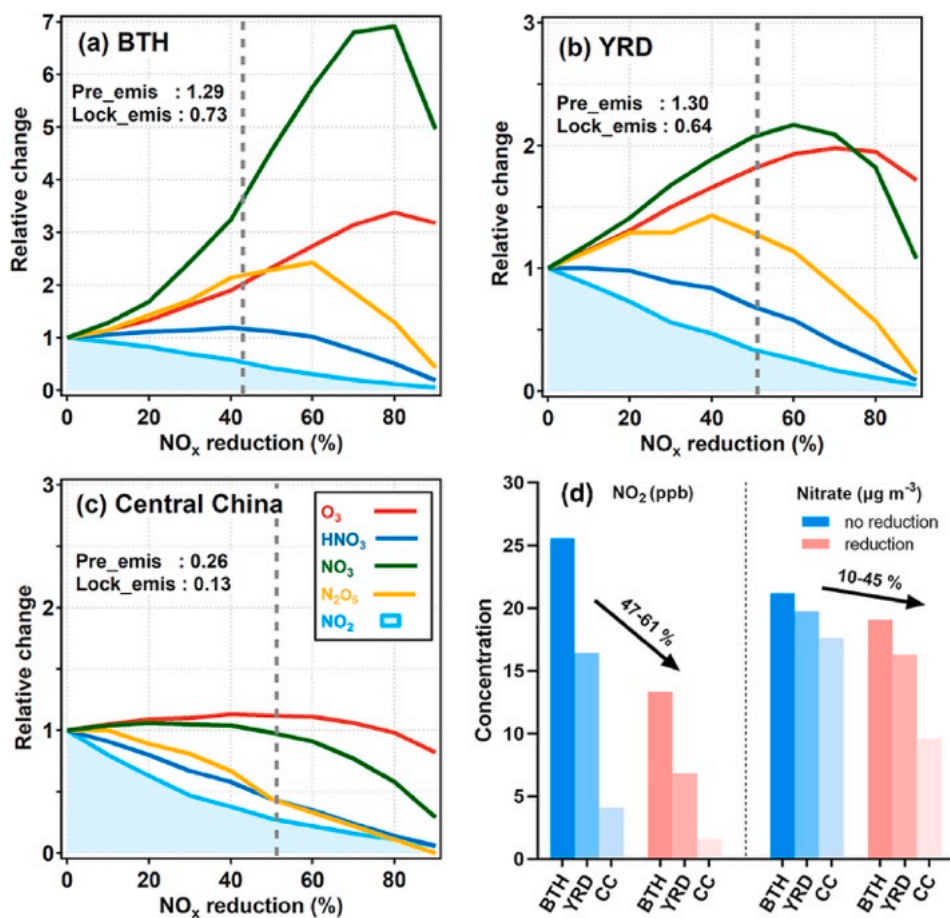 (a) BTH
Pre_emis : 1.29
Lock_emis : 0.73
Relative change
7
6
5
4
3
2
1
0
0 20 40 60 80
NOx reduction (%)
(b) YRD
Pre_emis : 1.30
Lock_emis : 0.64
Relative change
3
2
1
0
0 20 40 60 80
NOx reduction (%)
(c) Central China
Pre_emis : 0.26
Lock_emis : 0.13
O3
HNO3
NO3
N2O5
NO2
Relative change
3
2
1
0
0 20 40 60 80
NOx reduction (%)
(d) NO2 (ppb) Nitrate (µg m-3)
no reduction
reduction
47-61 %
10-45 %
Concentration
30
25
20
15
10
5
0
BTH YRD CC BTH YRD CC BTH YRD CC BTH YRD CC